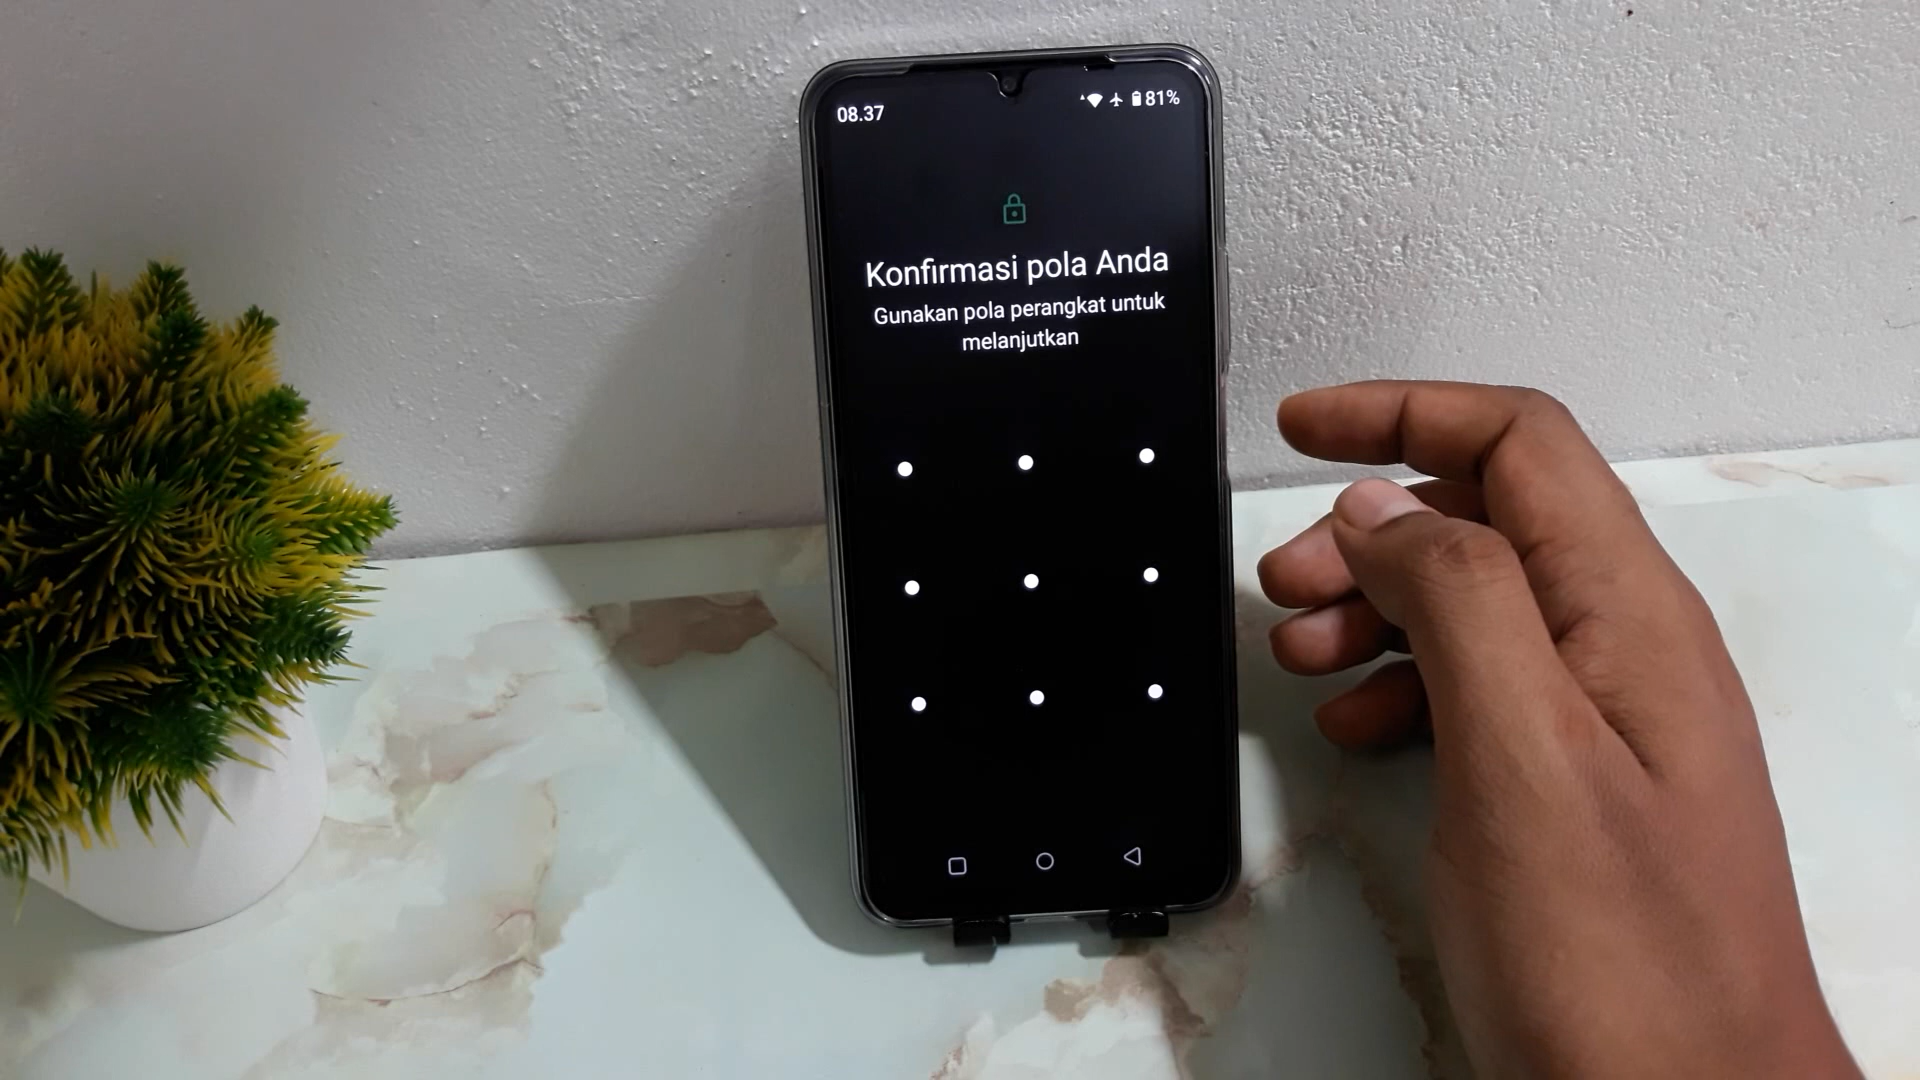 08.37
81%
Konfirmasi pola Anda
Gunakan pola perangkat untuk
melanjutkan